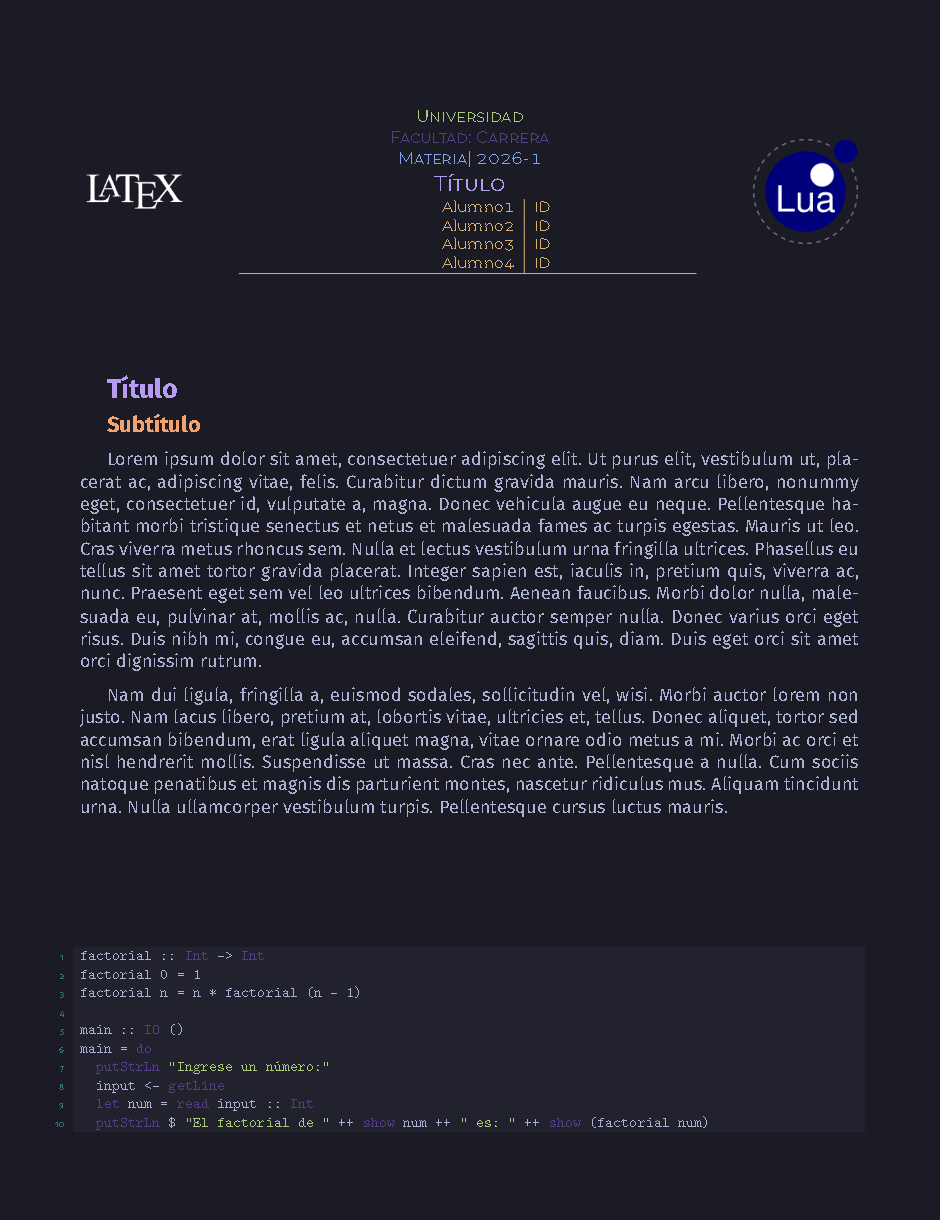 UNIVERSIDAD
FACULTAD: CARRERA
MATERIA| 2026-1
TÍTULO
LATEX
Lua
Alumno1 | ID
Alumno2 | ID
Alumno3 | ID
Alumno4 | ID
Título
Subtítulo
Lorem ipsum dolor sit amet, consectetuer adipiscing elit. Ut purus elit, vestibulum ut, pla-
cerat ac, adipiscing vitae, felis. Curabitur dictum gravida mauris. Nam arcu libero, nonummy
eget, consectetuer id, vulputate a, magna. Donec vehicula augue eu neque. Pellentesque ha-
bitant morbi tristique senectus et netus et malesuada fames ac turpis egestas. Mauris ut leo.
Cras viverra metus rhoncus sem. Nulla et lectus vestibulum urna fringilla ultrices. Phasellus eu
tellus sit amet tortor gravida placerat. Integer sapien est, iaculis in, pretium quis, viverra ac,
nunc. Praesent eget sem vel leo ultrices bibendum. Aenean faucibus. Morbi dolor nulla, male-
suada eu, pulvinar at, mollis ac, nulla. Curabitur auctor semper nulla. Donec varius orci eget
risus. Duis nibh mi, congue eu, accumsan eleifend, sagittis quis, diam. Duis eget orci sit amet
orci dignissim rutrum.
Nam dui ligula, fringilla a, euismod sodales, sollicitudin vel, wisi. Morbi auctor lorem non
justo. Nam lacus libero, pretium at, lobortis vitae, ultricies et, tellus. Donec aliquet, tortor sed
accumsan bibendum, erat ligula aliquet magna, vitae ornare odio metus a mi. Morbi ac orci et
nisl hendrerit mollis. Suspendisse ut massa. Cras nec ante. Pellentesque a nulla. Cum sociis
natoque penatibus et magnis dis parturient montes, nascetur ridiculus mus. Aliquam tincidunt
urna. Nulla ullamcorper vestibulum turpis. Pellentesque cursus luctus mauris.
1 factorial :: Int -> Int
2 factorial 0 = 1
3 factorial n = n * factorial (n - 1)
4
5 main :: IO ()
6 main = do
7   putStrLn "Ingrese un número:"
8   input <- getLine
9   let num = read input :: Int
10   putStrLn $ "El factorial de " ++ show num ++ " es: " ++ show (factorial num)